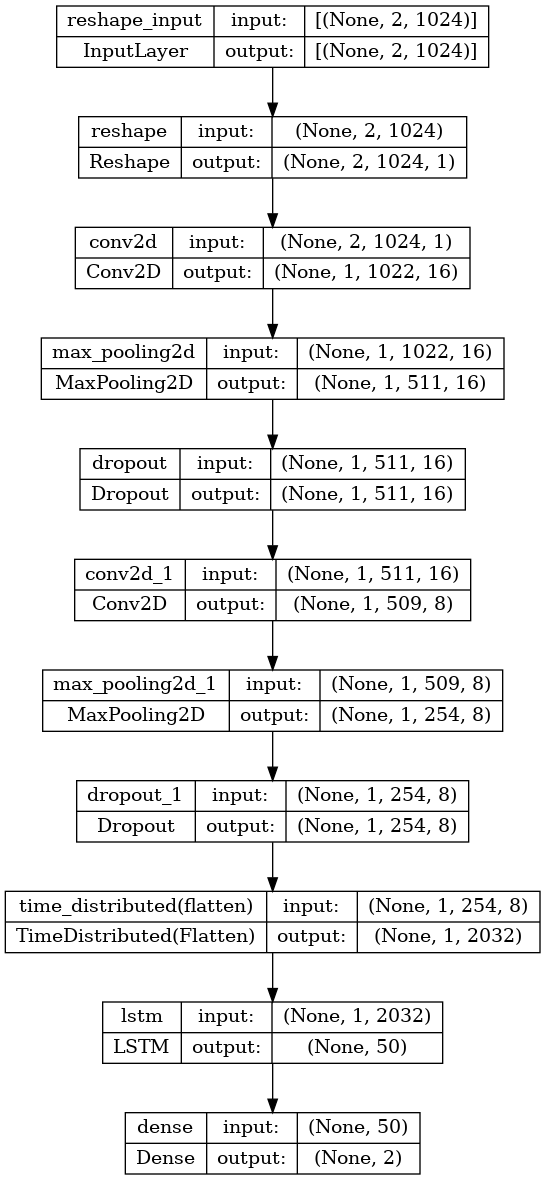 reshape_input input: [(None, 2, 1024)]
InputLayer output: [(None, 2, 1024)]
reshape input: (None, 2, 1024)
Reshape output: (None, 2, 1024, 1)
conv2d input: (None, 2, 1024, 1)
Conv2D output: (None, 1, 1022, 16)
max_pooling2d input: (None, 1, 1022, 16)
MaxPooling2D output: (None, 1, 511, 16)
dropout input: (None, 1, 511, 16)
Dropout output: (None, 1, 511, 16)
conv2d_1 input: (None, 1, 511, 16)
Conv2D output: (None, 1, 509, 8)
max_pooling2d_1 input: (None, 1, 509, 8)
MaxPooling2D output: (None, 1, 254, 8)
dropout_1 input: (None, 1, 254, 8)
Dropout output: (None, 1, 254, 8)
time_distributed(flatten) input: (None, 1, 254, 8)
TimeDistributed(Flatten) output: (None, 1, 2032)
lstm input: (None, 1, 2032)
LSTM output: (None, 50)
dense input: (None, 50)
Dense output: (None, 2)